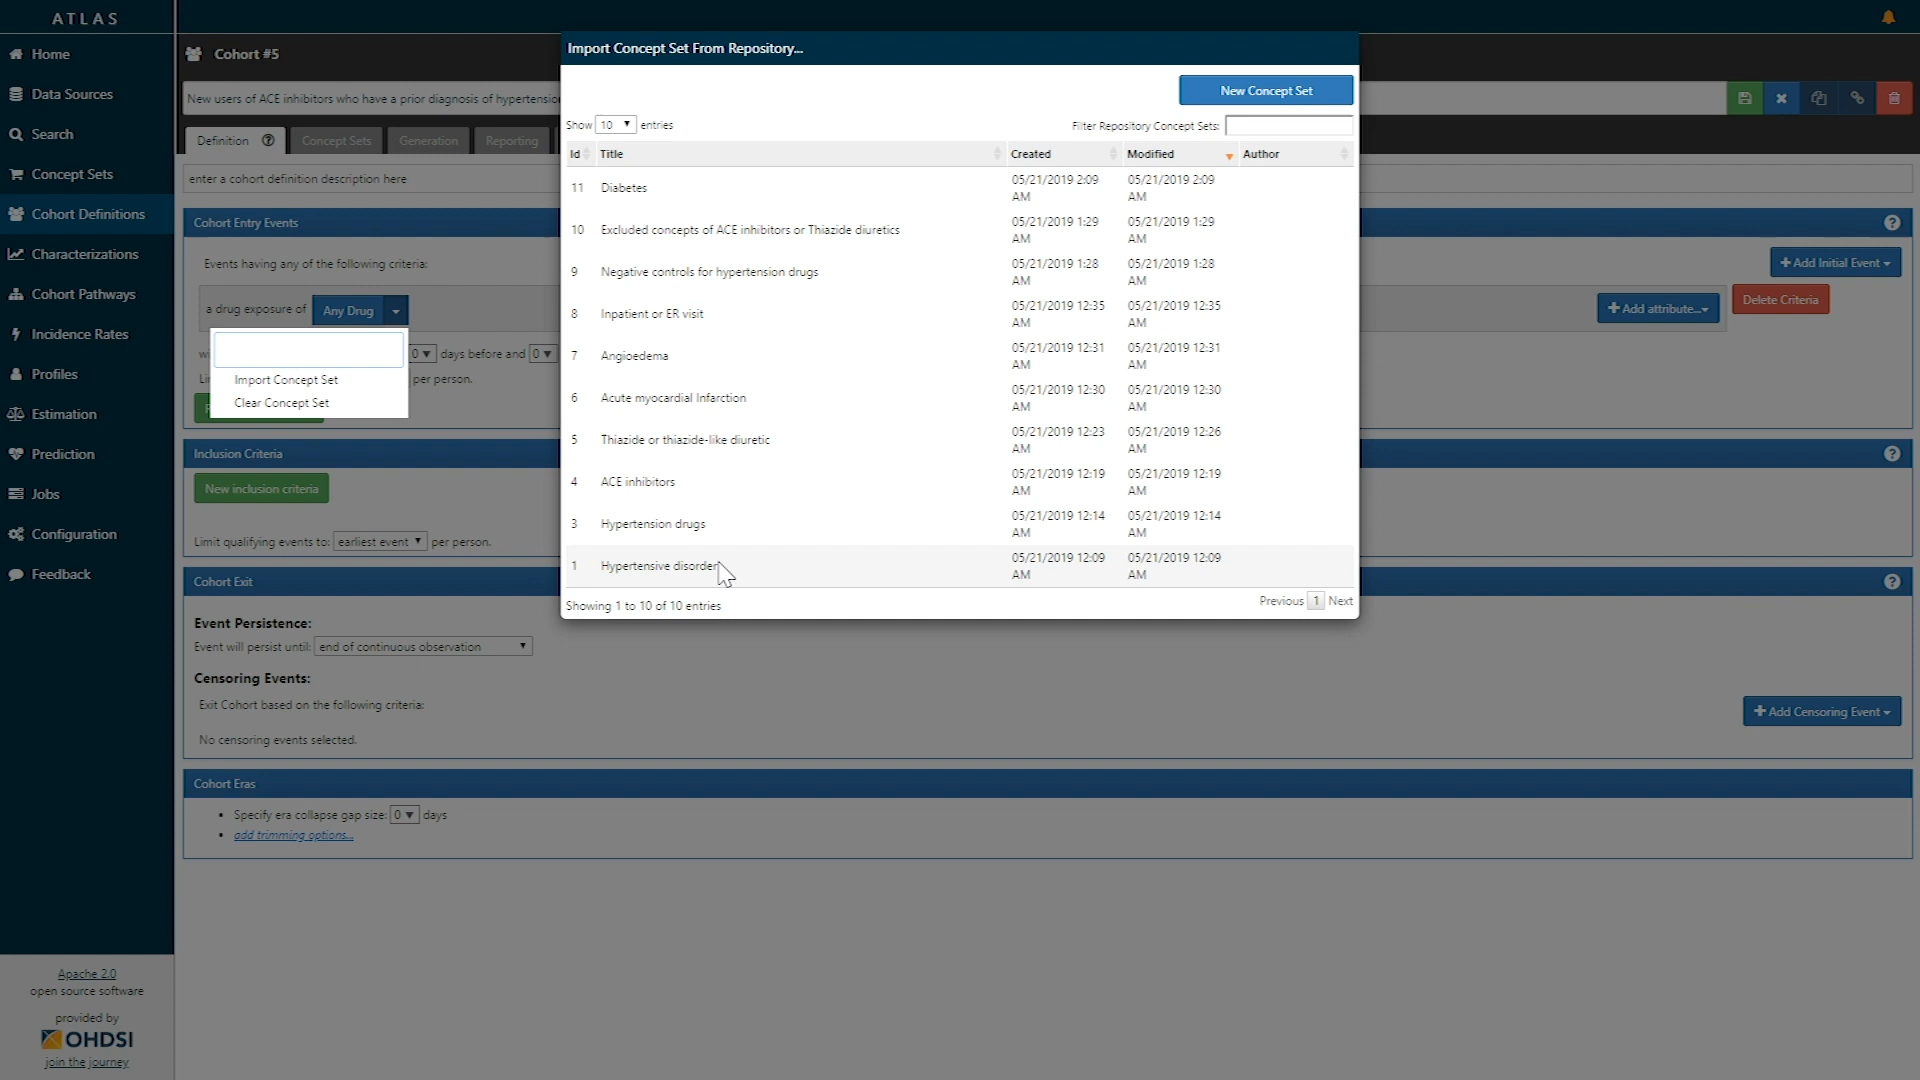 ATLAS
Home
Data Sources
Search
Concept Sets
Cohort Definitions
Characterizations
Cohort Pathways
Incidence Rates
Profiles
Estimation
Prediction
Jobs
Configuration
Feedback
Apache 2.0
open source software
provided by
OHDSI
join the journey
Cohort #5
New users of ACE inhibitors who have a prior diagnosis of hypertension
Definition Concept Sets Generation Reporting
enter a cohort definition description here
Cohort Entry Events
Events having any of the following criteria:
+ Add Initial Event
a drug exposure of Any Drug
+ Add attribute...
Delete Criteria
0 days before and 0
per person.
Import Concept Set
Clear Concept Set
Inclusion Criteria
New inclusion criteria
Limit qualifying events to: earliest event per person.
Cohort Exit
Event Persistence:
Event will persist until: end of continuous observation
Censoring Events:
Exit Cohort based on the following criteria:
+ Add Censoring Event
No censoring events selected.
Cohort Eras
• Specify era collapse gap size: 0 days
• add trimming options...
Import Concept Set From Repository...
New Concept Set
Show 10 entries
Filter Repository Concept Sets:
Id Title Created Modified Author
11 Diabetes 05/21/2019 2:09 AM 05/21/2019 2:09 AM
10 Excluded concepts of ACE inhibitors or Thiazide diuretics 05/21/2019 1:29 AM 05/21/2019 1:29 AM
9 Negative controls for hypertension drugs 05/21/2019 1:28 AM 05/21/2019 1:28 AM
8 Inpatient or ER visit 05/21/2019 12:35 AM 05/21/2019 12:35 AM
7 Angioedema 05/21/2019 12:31 AM 05/21/2019 12:31 AM
6 Acute myocardial Infarction 05/21/2019 12:30 AM 05/21/2019 12:30 AM
5 Thiazide or thiazide-like diuretic 05/21/2019 12:23 AM 05/21/2019 12:26 AM
4 ACE inhibitors 05/21/2019 12:19 AM 05/21/2019 12:19 AM
3 Hypertension drugs 05/21/2019 12:14 AM 05/21/2019 12:14 AM
1 Hypertensive disorder 05/21/2019 12:09 AM 05/21/2019 12:09 AM
Showing 1 to 10 of 10 entries
Previous 1 Next